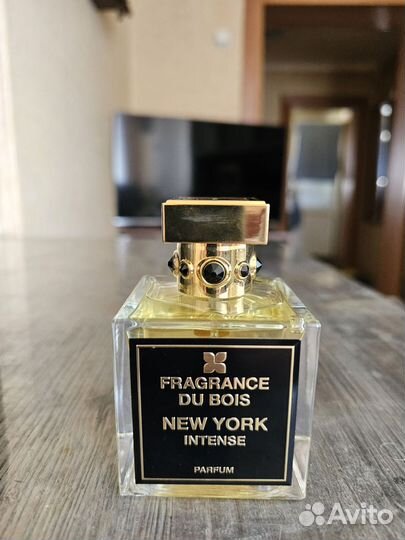 FRAGRANCE
DU BOIS
NEW YORK
INTENSE
PARFUM
Avito